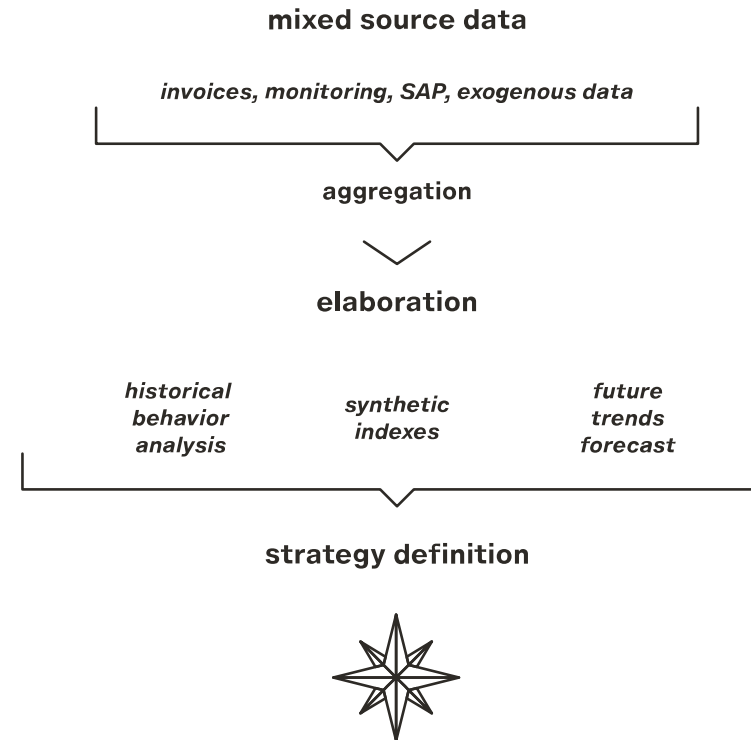 mixed source data
invoices, monitoring, SAP, exogenous data
aggregation
elaboration
historical
behavior
analysis
synthetic
indexes
future
trends
forecast
strategy definition